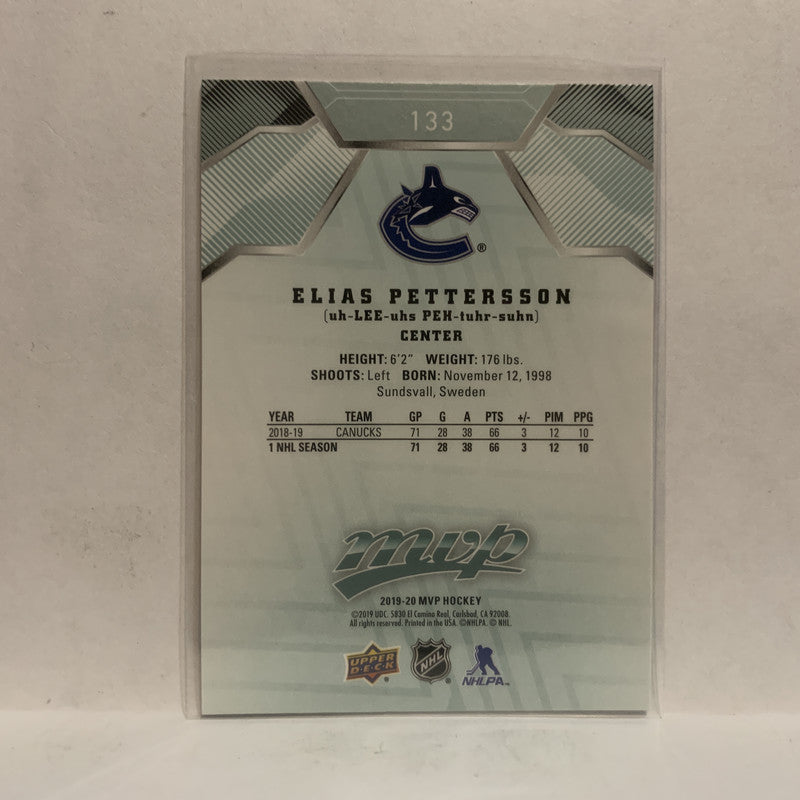 133
®
ELIAS PETTERSSON
(uh-LEE-uhs PEH-tuhr-suhn)
CENTER
HEIGHT: 6'2" WEIGHT: 176 lbs.
SHOOTS: Left BORN: November 12, 1998
Sundsvall, Sweden
YEAR TEAM GP G A PTS +/- PIM PPG
2018-19 CANUCKS 71 28 38 66 3 12 10
1 NHL SEASON 71 28 38 66 3 12 10
mvp
2019-20 MVP HOCKEY
©2019 UDC. 5830 El Camino Real, Carlsbad, CA 92008.
All rights reserved. Printed in the USA. ©NHLPA. © NHL.
UPPER DECK ® NHL ® NHLPA™